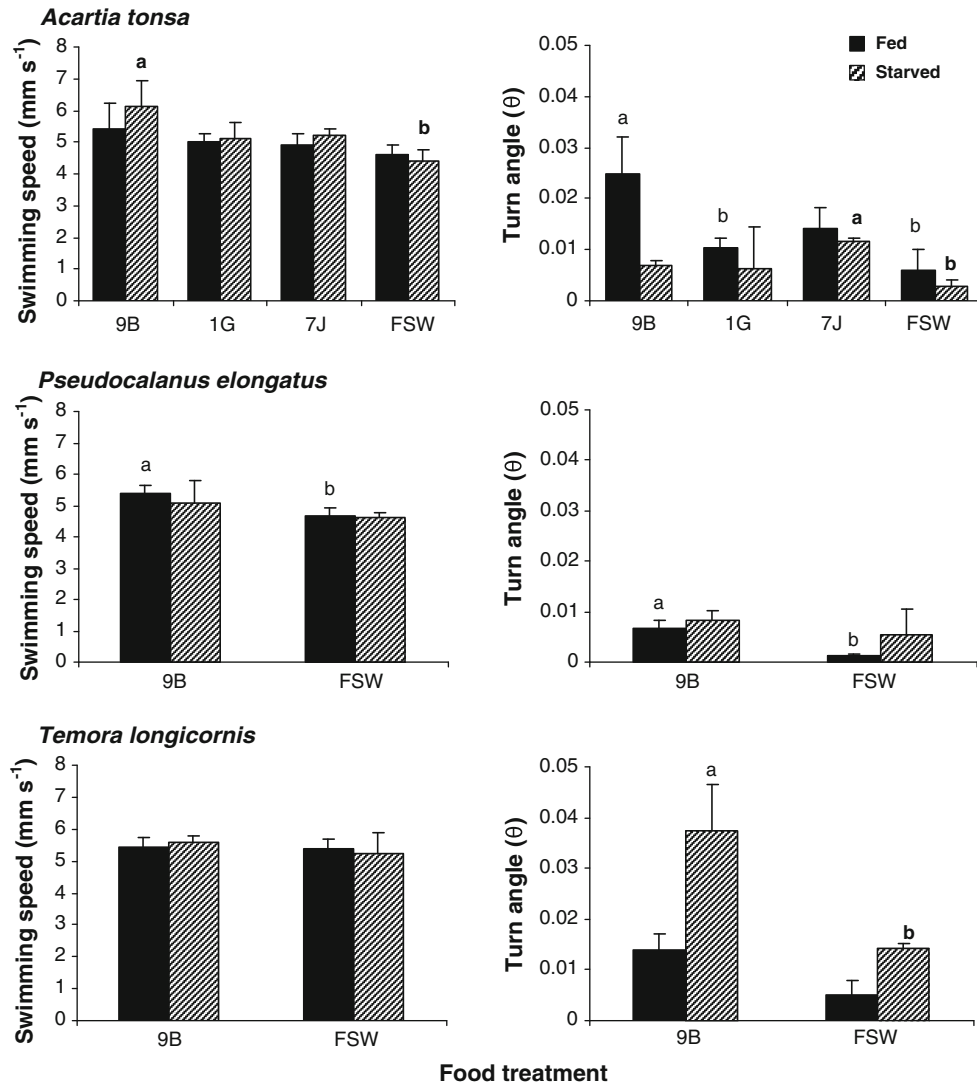 Acartia tonsa
Swimming speed (mm s⁻¹)
8
7
6
5
4
3
2
1
0
a
b
9B 1G 7J FSW
Turn angle (θ)
0.05
0.04
0.03
0.02
0.01
0
Fed
Starved
a
b
a
b
b
9B 1G 7J FSW
Pseudocalanus elongatus
Swimming speed (mm s⁻¹)
8
7
6
5
4
3
2
1
0
a
b
9B FSW
Turn angle (θ)
0.05
0.04
0.03
0.02
0.01
0
a
b
9B FSW
Temora longicornis
Swimming speed (mm s⁻¹)
8
7
6
5
4
3
2
1
0
9B FSW
Turn angle (θ)
0.05
0.04
0.03
0.02
0.01
0
a
b
9B FSW
Food treatment